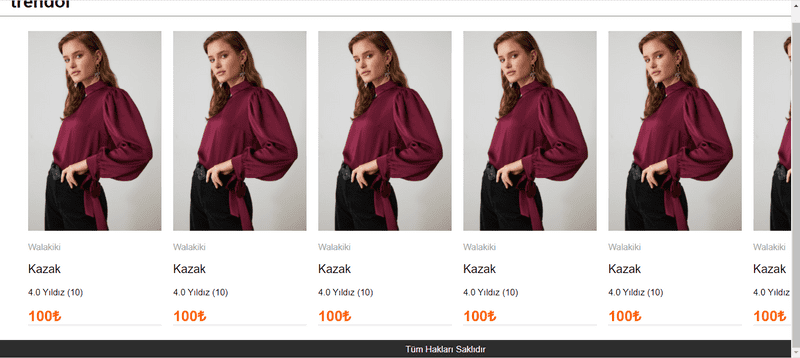 trendol
Walakiki Walakiki Walakiki Walakiki Walakiki Walakiki
Kazak Kazak Kazak Kazak Kazak Kazak
4.0 Yıldız (10) 4.0 Yıldız (10) 4.0 Yıldız (10) 4.0 Yıldız (10) 4.0 Yıldız (10) 4.0 Yıldız
100₺ 100₺ 100₺ 100₺ 100₺ 100₺
Tüm Hakları Saklıdır